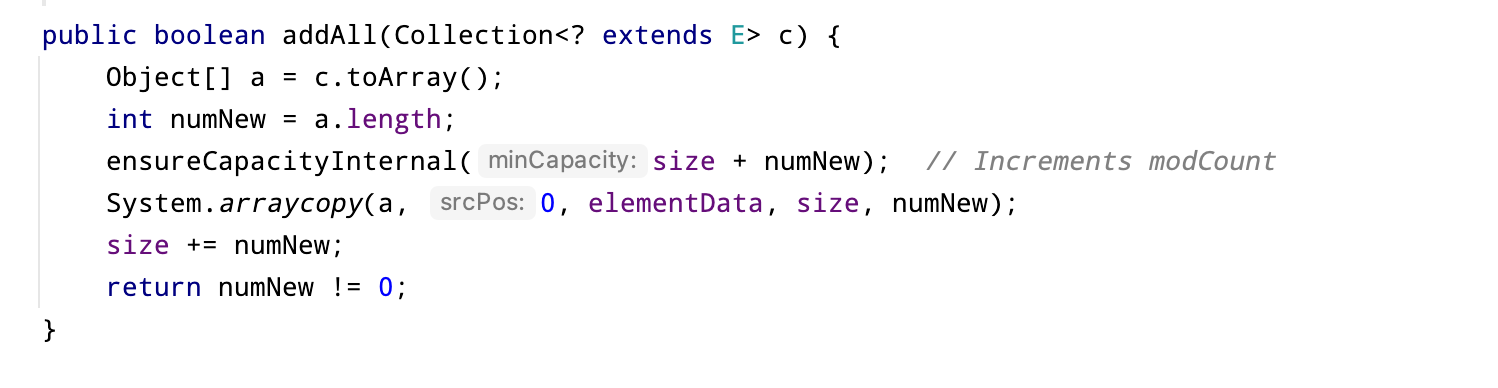 public boolean addAll(Collection<? extends E> c) {
    Object[] a = c.toArray();
    int numNew = a.length;
    ensureCapacityInternal( minCapacity: size + numNew);  // Increments modCount
    System.arraycopy(a, srcPos: 0, elementData, size, numNew);
    size += numNew;
    return numNew != 0;
}